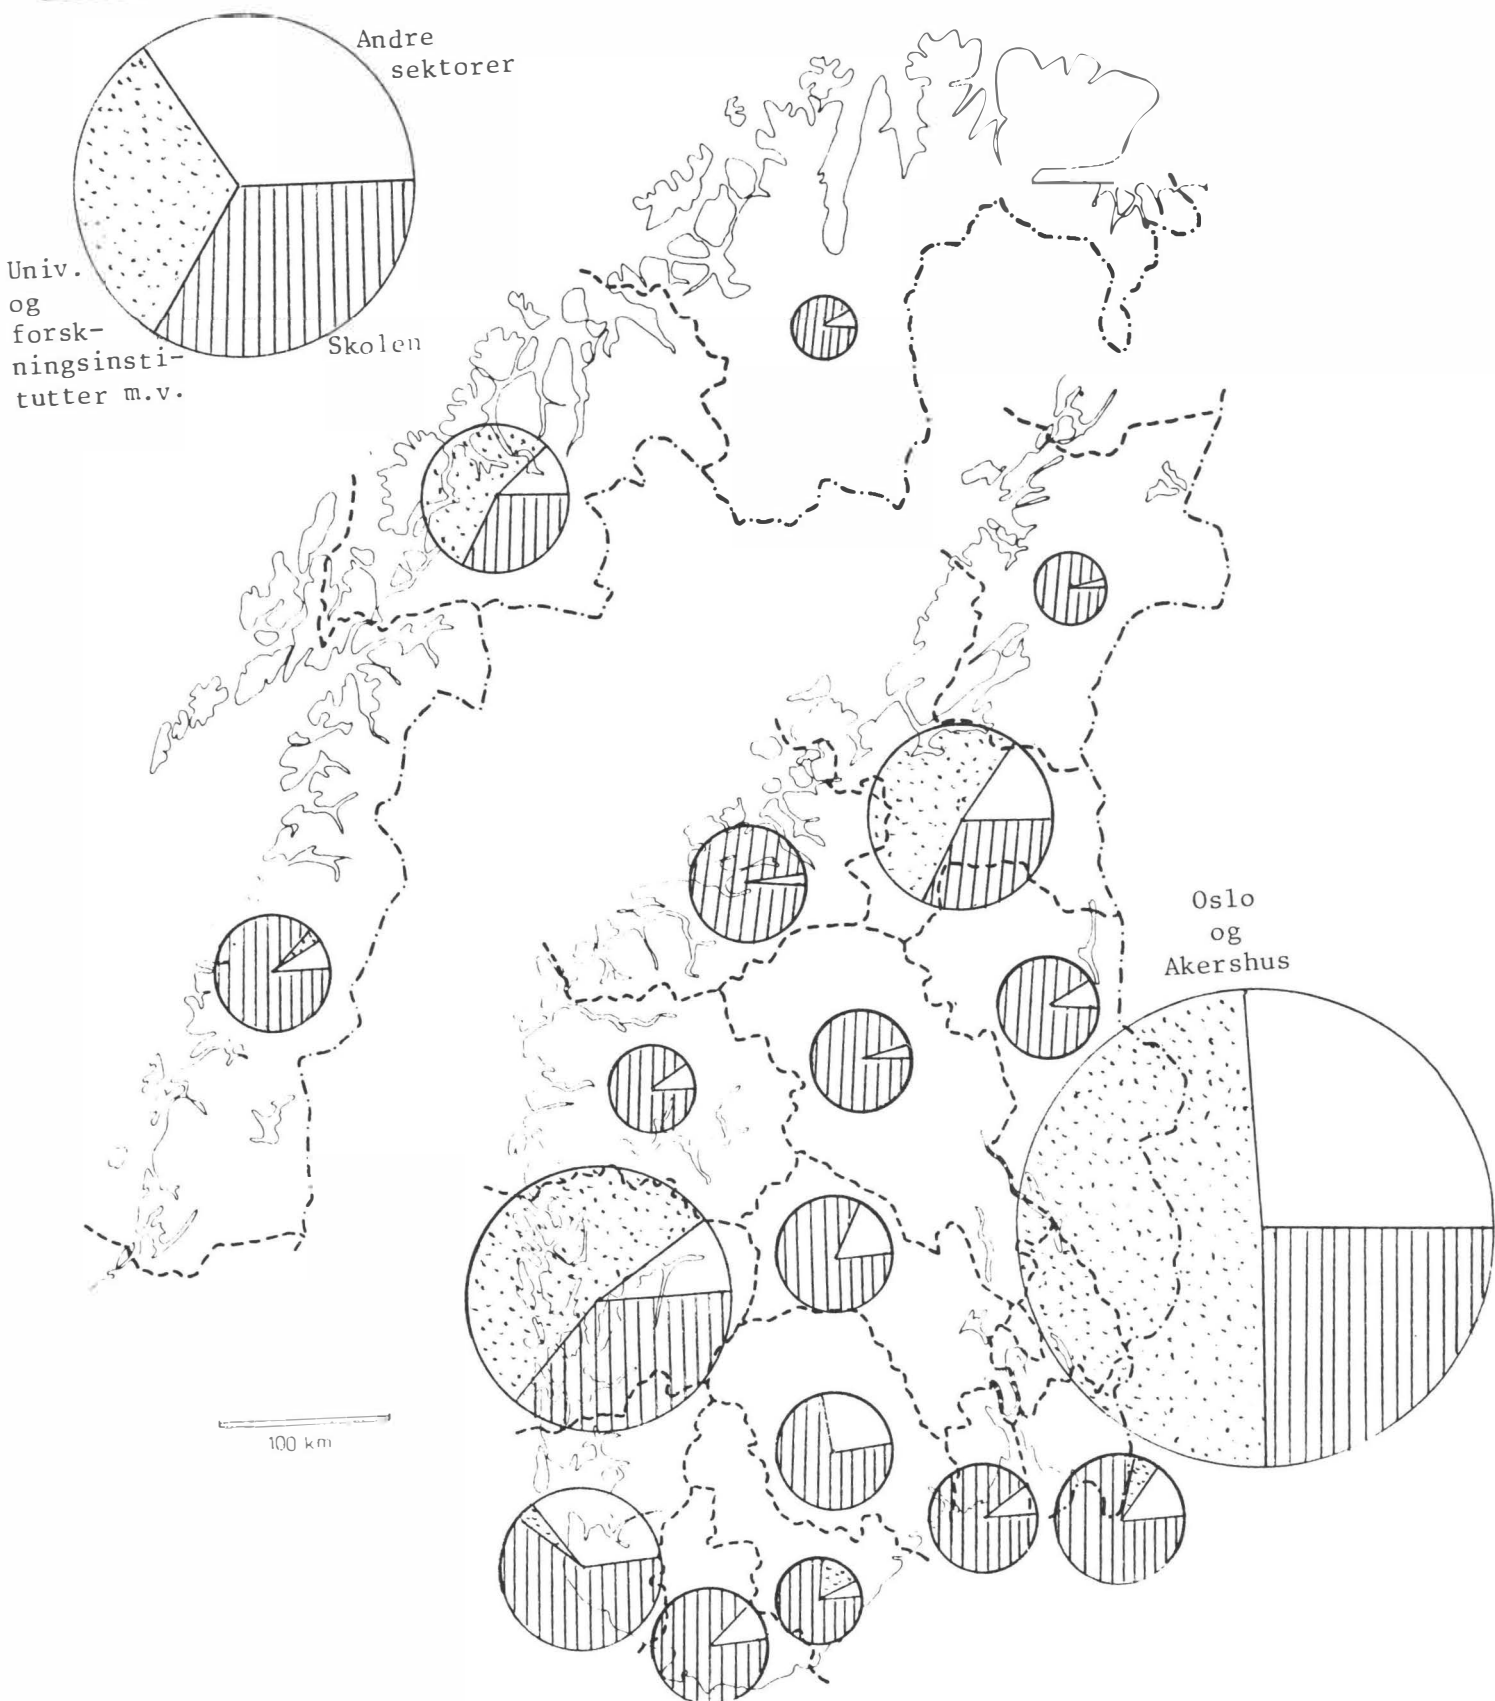 Andre
sektorer
Univ.
og
forsk-
ningsinsti-
tutter m.v.
Skolen
Oslo
og
Akershus
100 km